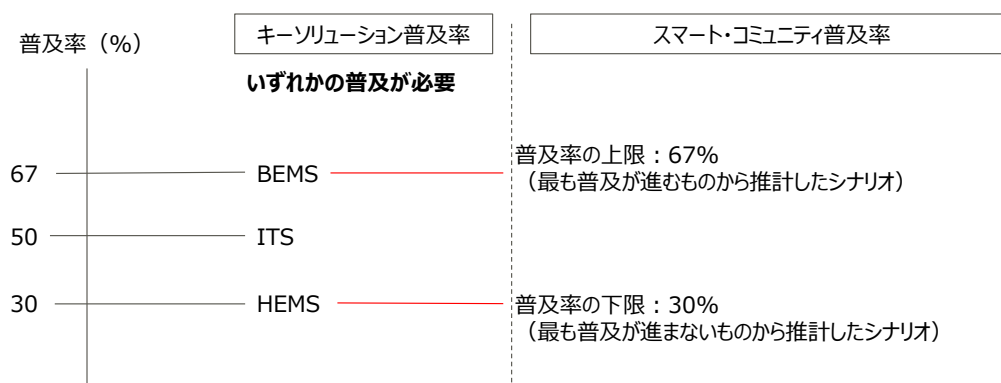 普及率（%）
キーソリューション普及率
スマート・コミュニティ普及率
いずれかの普及が必要
67
BEMS
普及率の上限：67%
（最も普及が進むものから推計したシナリオ）
50
ITS
30
HEMS
普及率の下限：30%
（最も普及が進まないものから推計したシナリオ）